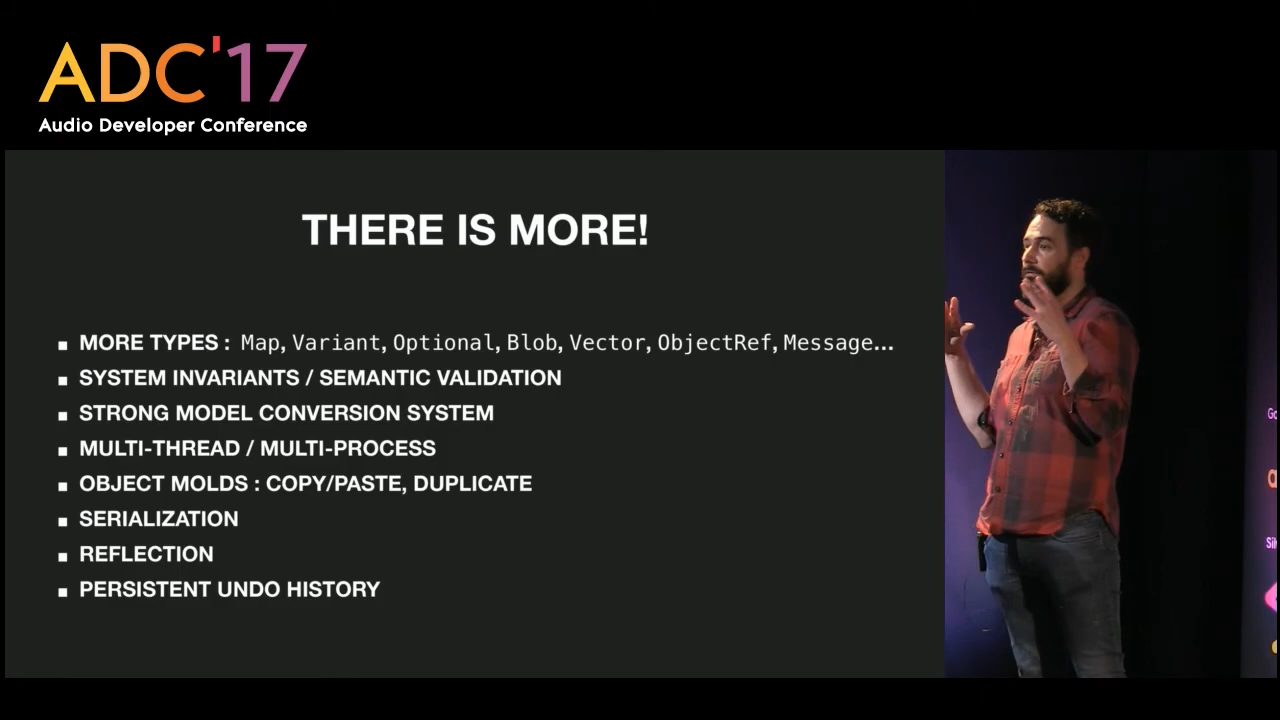 ADC'17
Audio Developer Conference
THERE IS MORE!
▪ MORE TYPES : Map, Variant, Optional, Blob, Vector, ObjectRef, Message...
▪ SYSTEM INVARIANTS / SEMANTIC VALIDATION
▪ STRONG MODEL CONVERSION SYSTEM
▪ MULTI-THREAD / MULTI-PROCESS
▪ OBJECT MOLDS : COPY/PASTE, DUPLICATE
▪ SERIALIZATION
▪ REFLECTION
▪ PERSISTENT UNDO HISTORY